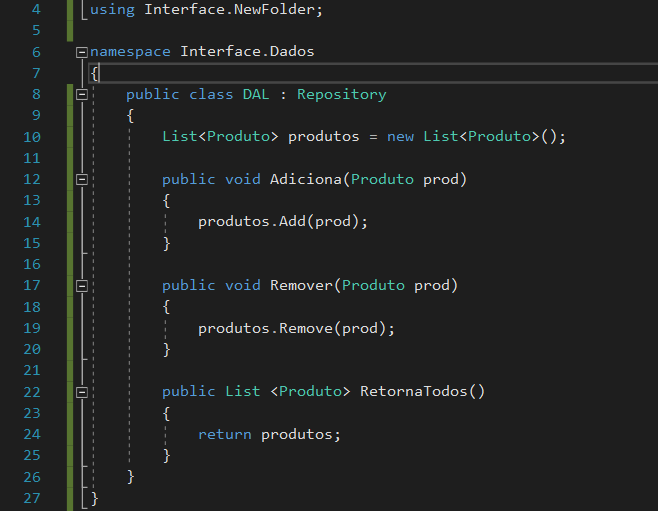 4 using Interface.NewFolder;
5
6 namespace Interface.Dados
7 {
8 public class DAL : Repository
9 {
10 List<Produto> produtos = new List<Produto>();
11
12 public void Adiciona(Produto prod)
13 {
14 produtos.Add(prod);
15 }
16
17 public void Remover(Produto prod)
18 {
19 produtos.Remove(prod);
20 }
21
22 public List <Produto> RetornaTodos()
23 {
24 return produtos;
25 }
26 }
27 }